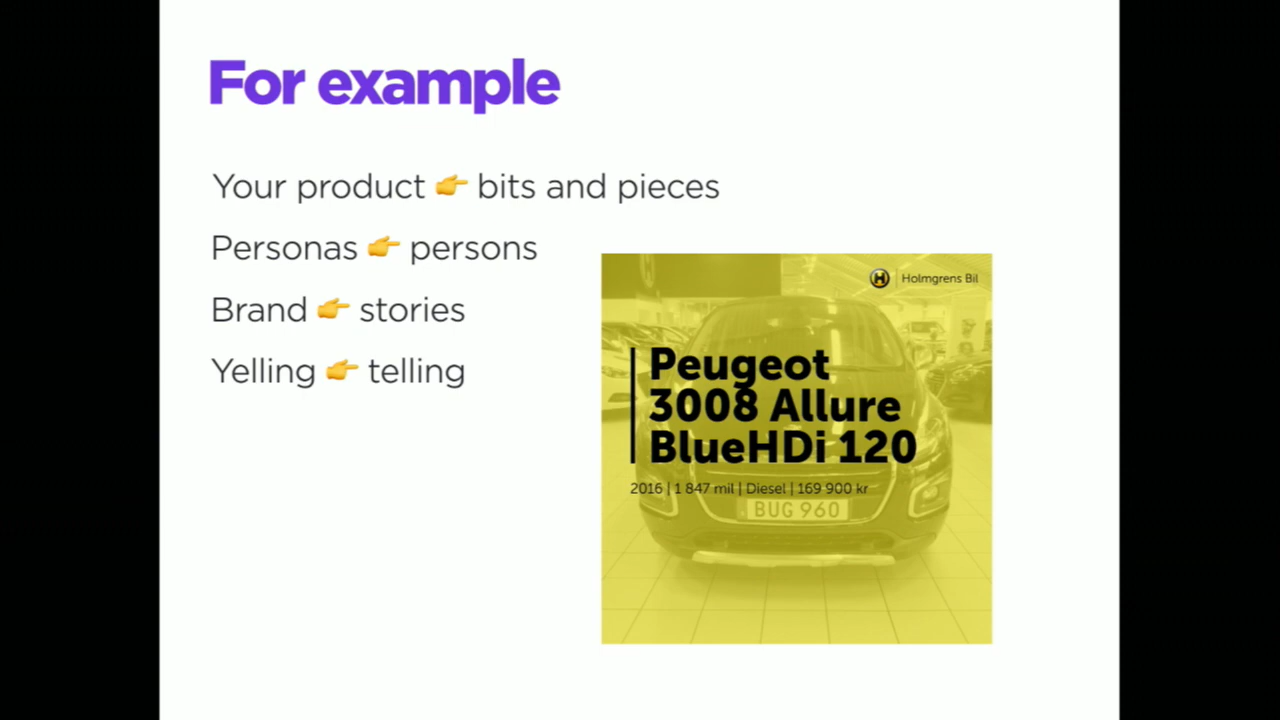 For example
Your product 👉 bits and pieces
Personas 👉 persons
Brand 👉 stories
Yelling 👉 telling
H | Holmgrens Bil
Peugeot
3008 Allure
BlueHDi 120
2016 | 1 847 mil | Diesel | 169 900 kr
BUG 960